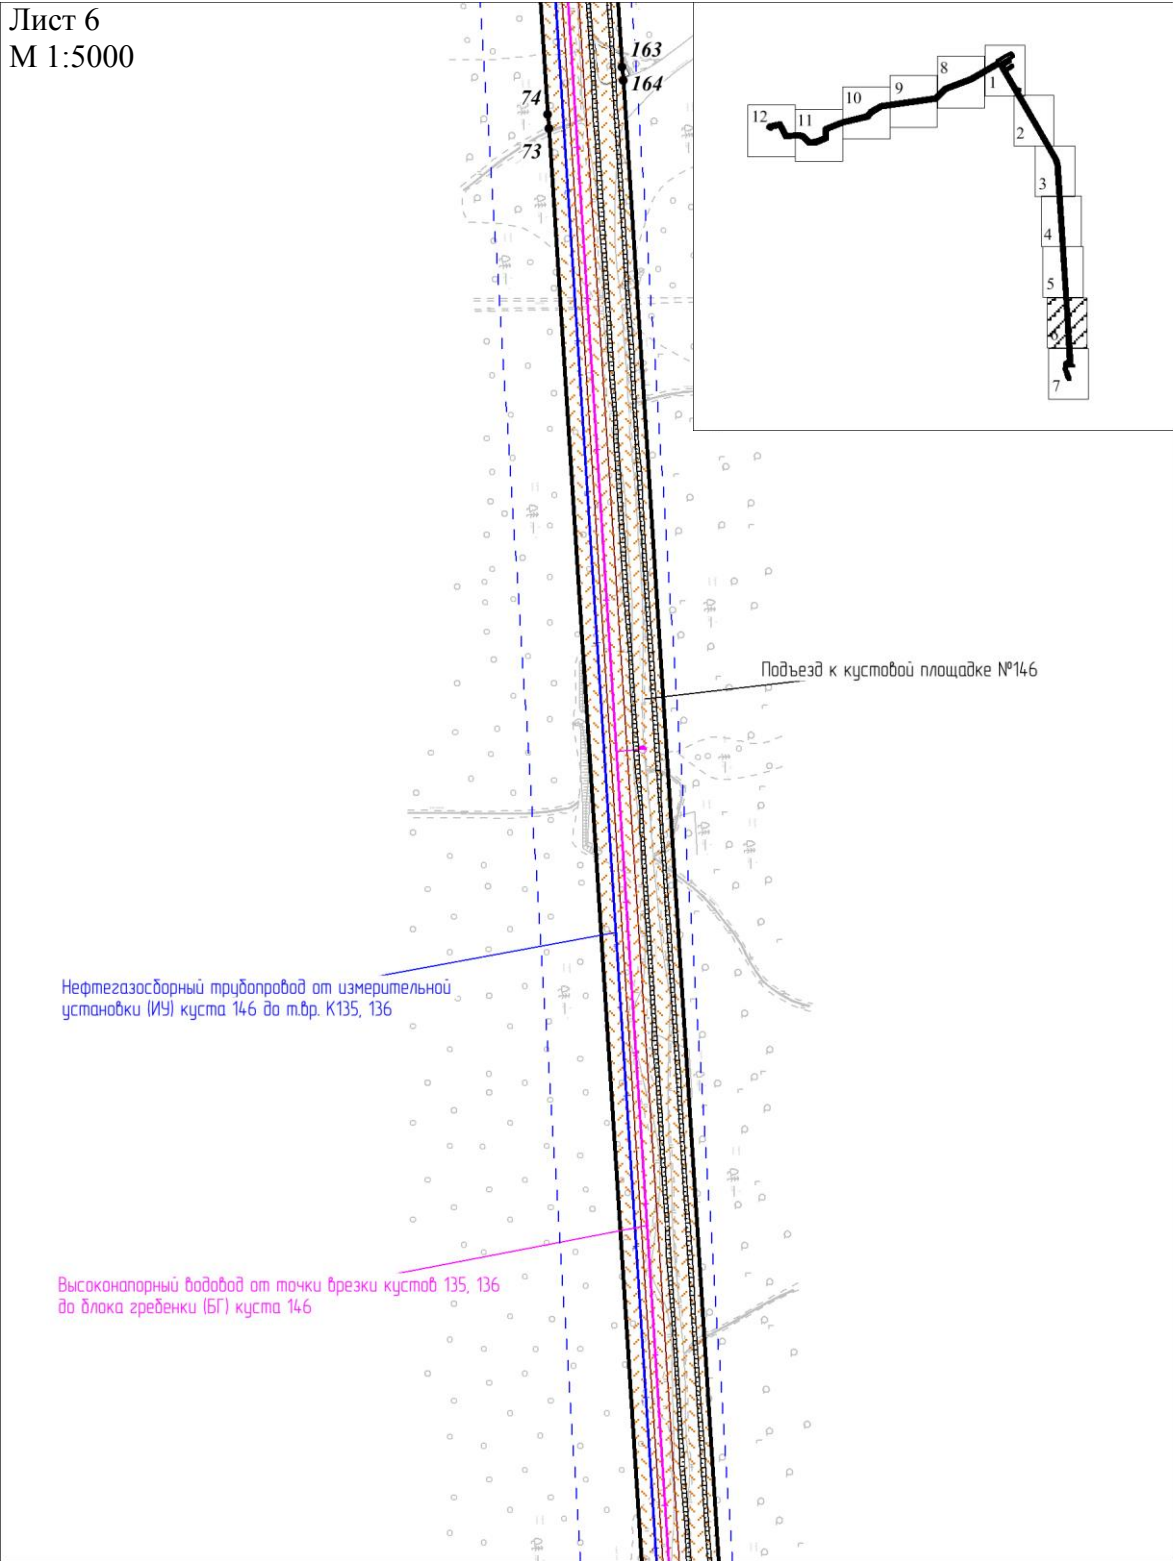 Лист 6
М 1:5000
163
164
74
73
8
1
9
10
12
11
2
3
4
5
6
7
Подъезд к кустовой площадке №146
Нефтегазосборный трубопровод от измерительной
установки (ИУ) куста 146 до т.вр. К135, 136
Высоконапорный водовод от точки врезки кустов 135, 136
до блока гребенки (БГ) куста 146